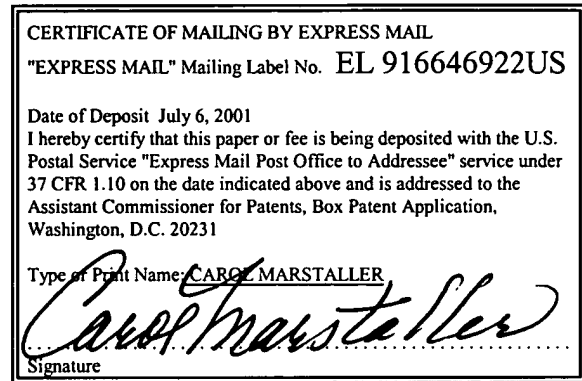 CERTIFICATE OF MAILING BY EXPRESS MAIL
"EXPRESS MAIL" Mailing Label No. EL 916646922US
Date of Deposit July 6, 2001
I hereby certify that this paper or fee is being deposited with the U.S.
Postal Service "Express Mail Post Office to Addressee" service under
37 CFR 1.10 on the date indicated above and is addressed to the
Assistant Commissioner for Patents, Box Patent Application,
Washington, D.C. 20231
Type or Print Name: CAROL MARSTALLER
Carol Marstaller
Signature